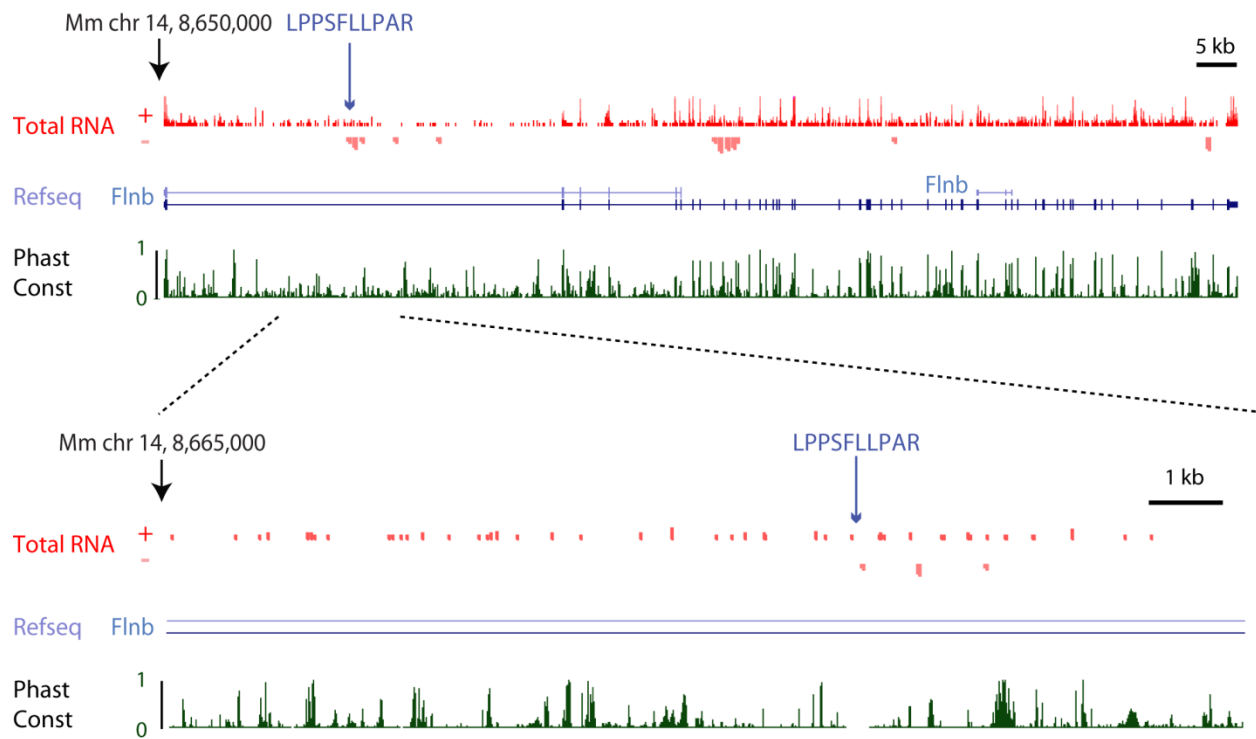 Mm chr 14, 8,650,000 LPPSFLLPAR
5 kb
Total RNA + -
Refseq Flnb Flnb
Phast Const 1 0
Mm chr 14, 8,665,000 LPPSFLLPAR
1 kb
Total RNA + -
Refseq Flnb
Phast Const 1 0